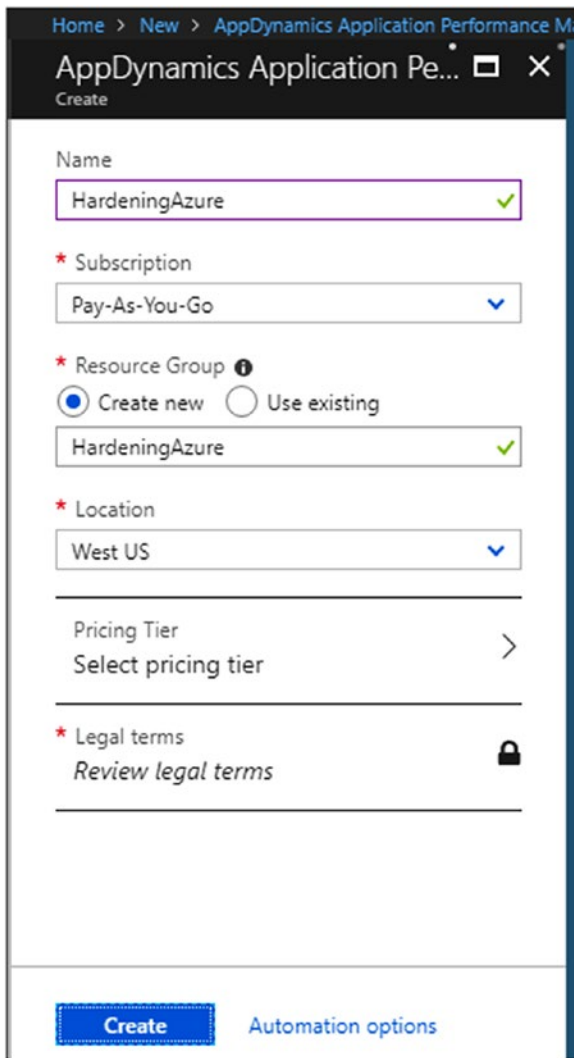 Home > New > AppDynamics Application Performance Ma
AppDynamics Application Pe...
Create
Name
HardeningAzure
* Subscription
Pay-As-You-Go
* Resource Group
Create new Use existing
HardeningAzure
* Location
West US
Pricing Tier
Select pricing tier
* Legal terms
Review legal terms
Create Automation options